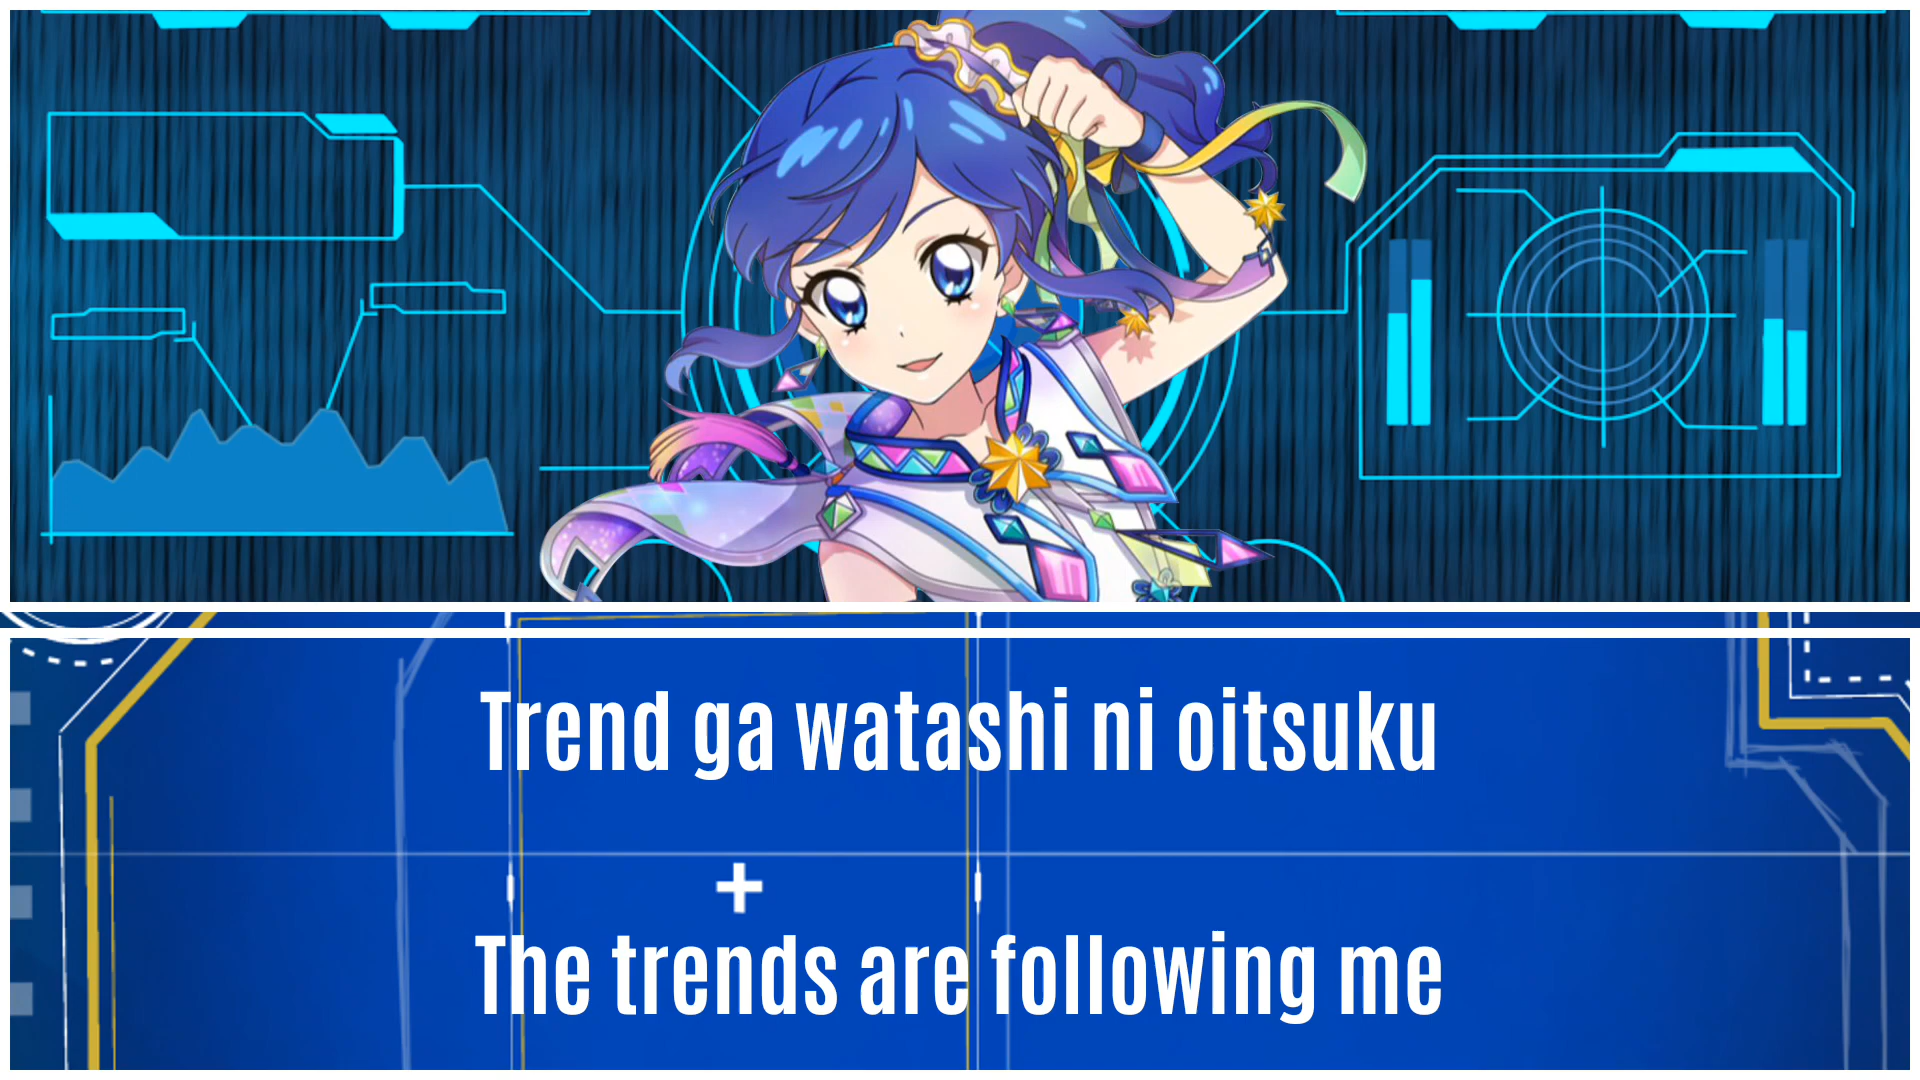 Trend ga watashi ni oitsuku
The trends are following me